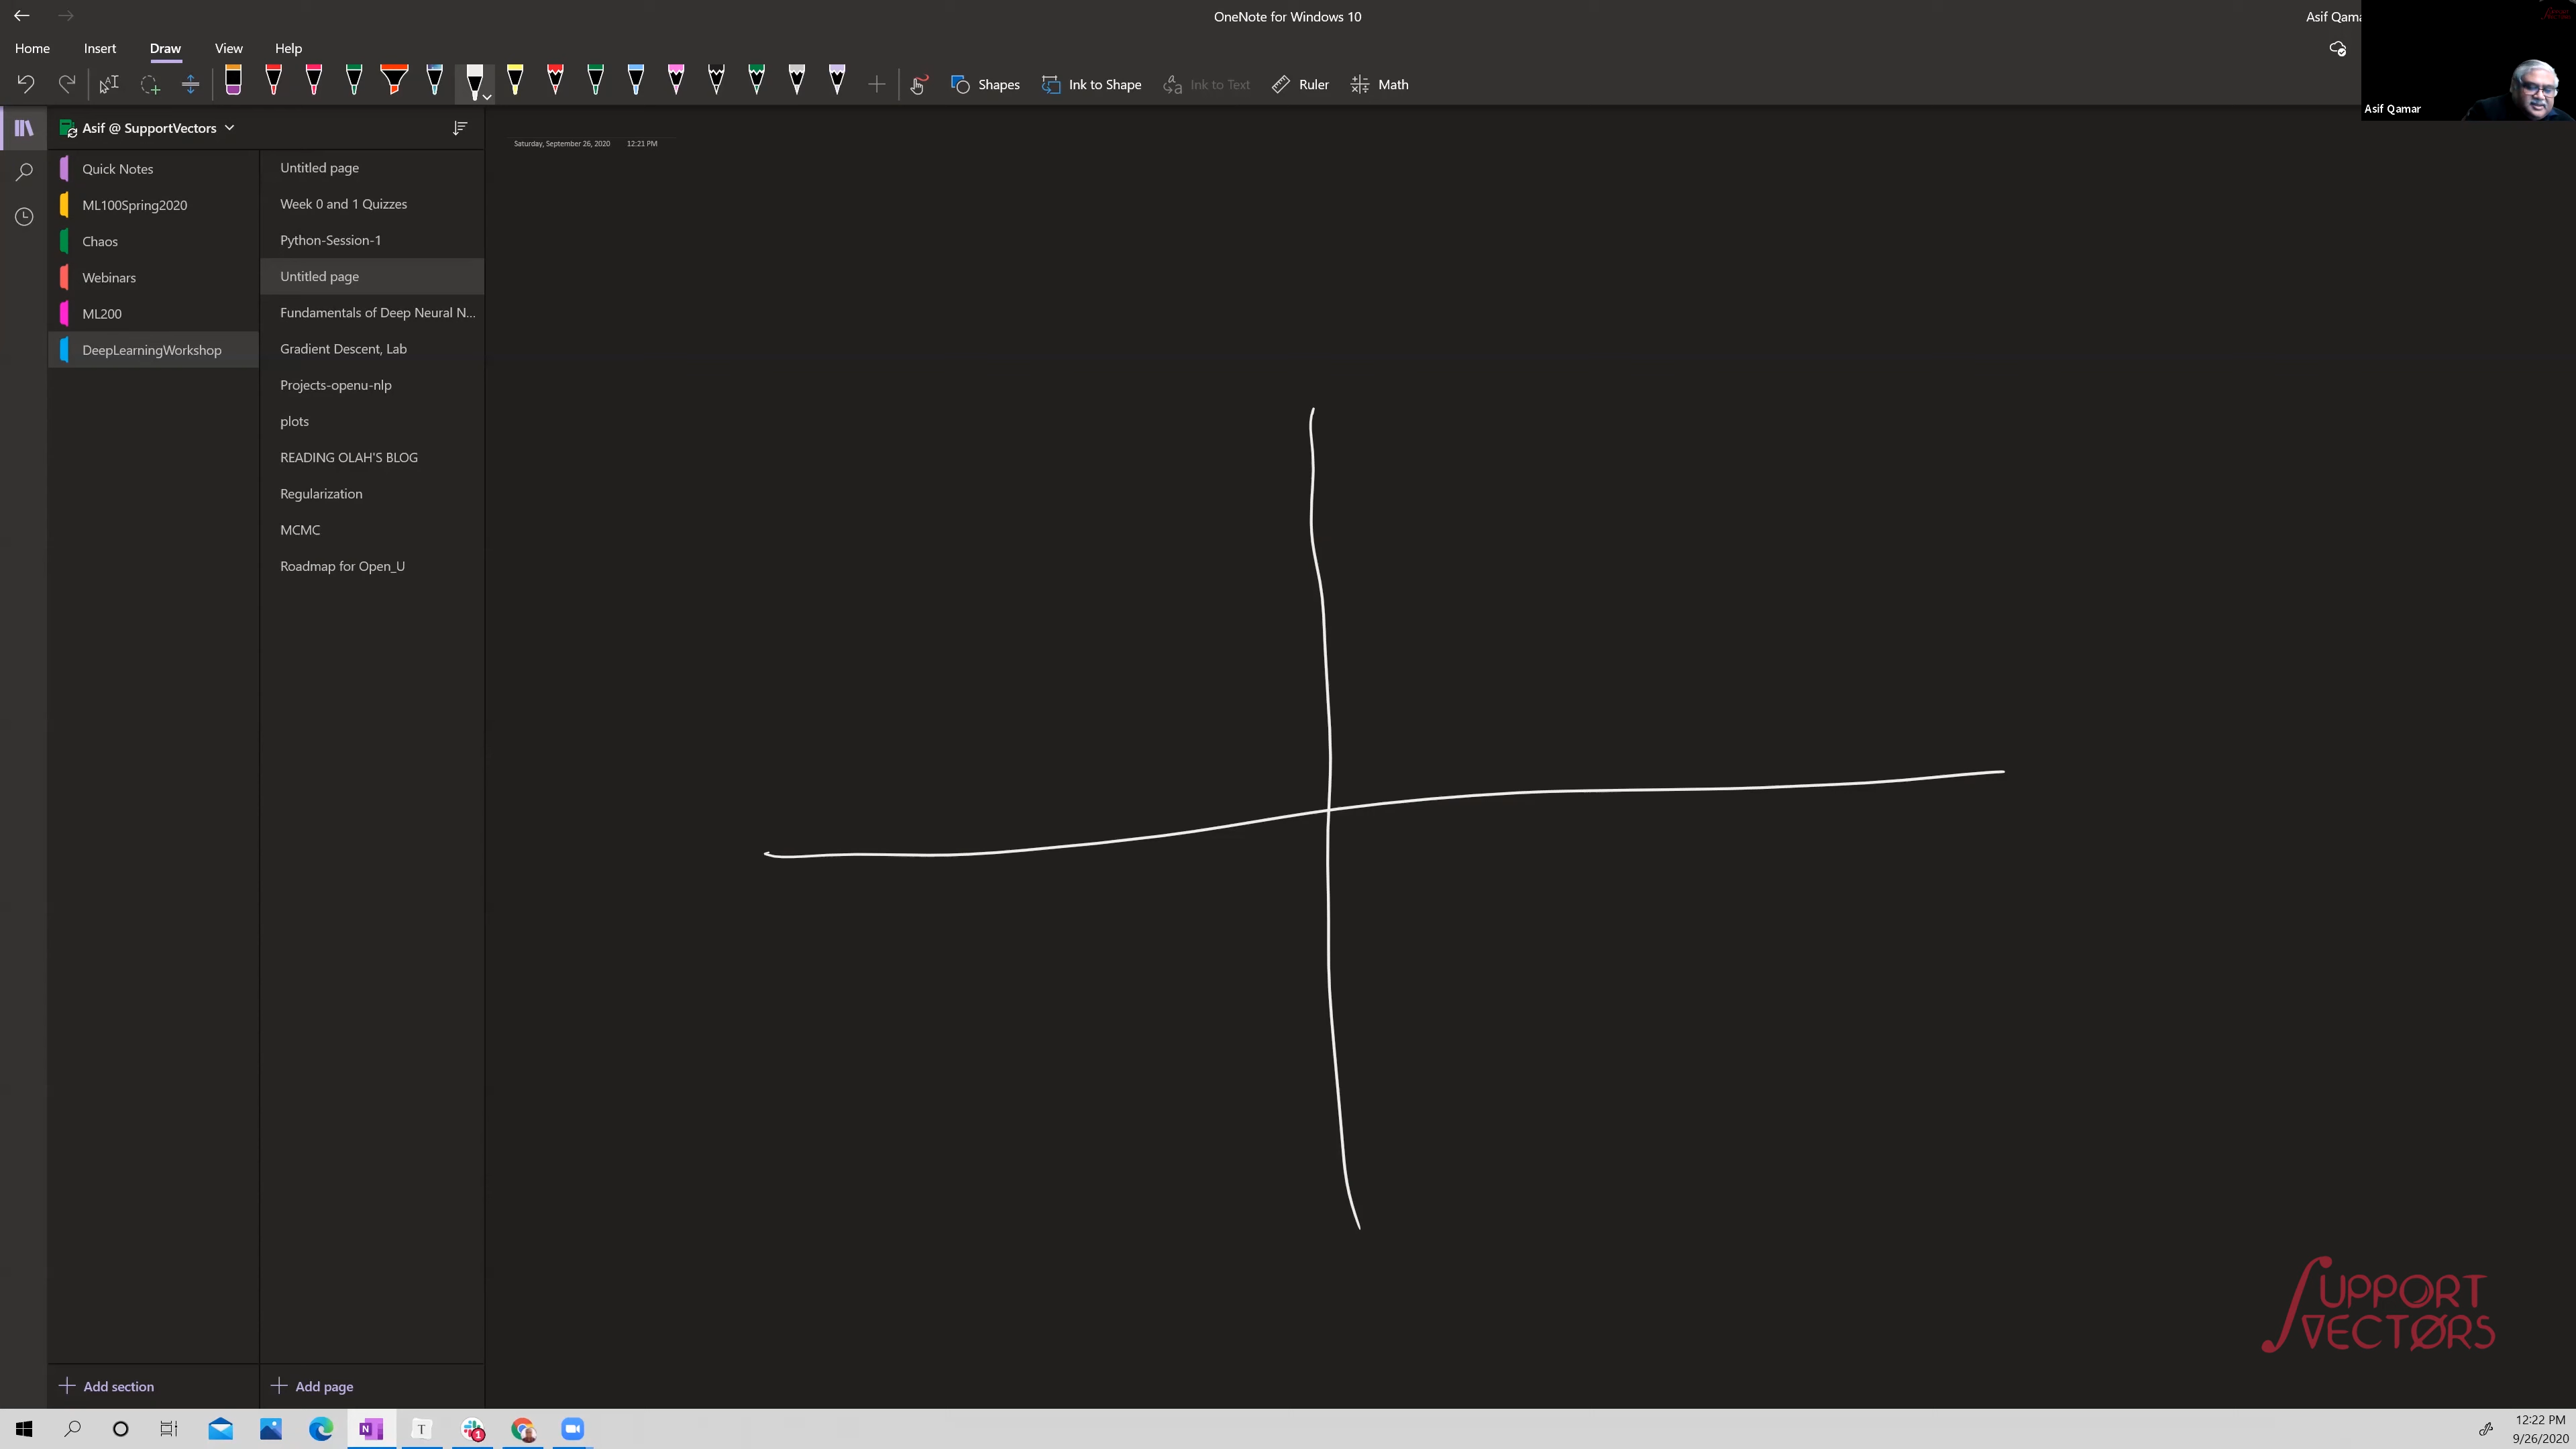 OneNote for Windows 10
Asif Qama
Home Insert Draw View Help
Shapes Ink to Shape Ink to Text Ruler Math
Asif Qamar
Asif @ SupportVectors
Saturday, September 26, 2020 12:21 PM
Quick Notes
ML100Spring2020
Chaos
Webinars
ML200
DeepLearningWorkshop
Untitled page
Week 0 and 1 Quizzes
Python-Session-1
Untitled page
Fundamentals of Deep Neural N...
Gradient Descent, Lab
Projects-openu-nlp
plots
READING OLAH'S BLOG
Regularization
MCMC
Roadmap for Open_U
SUPPORT
VECTORS
Add section
Add page
12:22 PM
9/26/2020